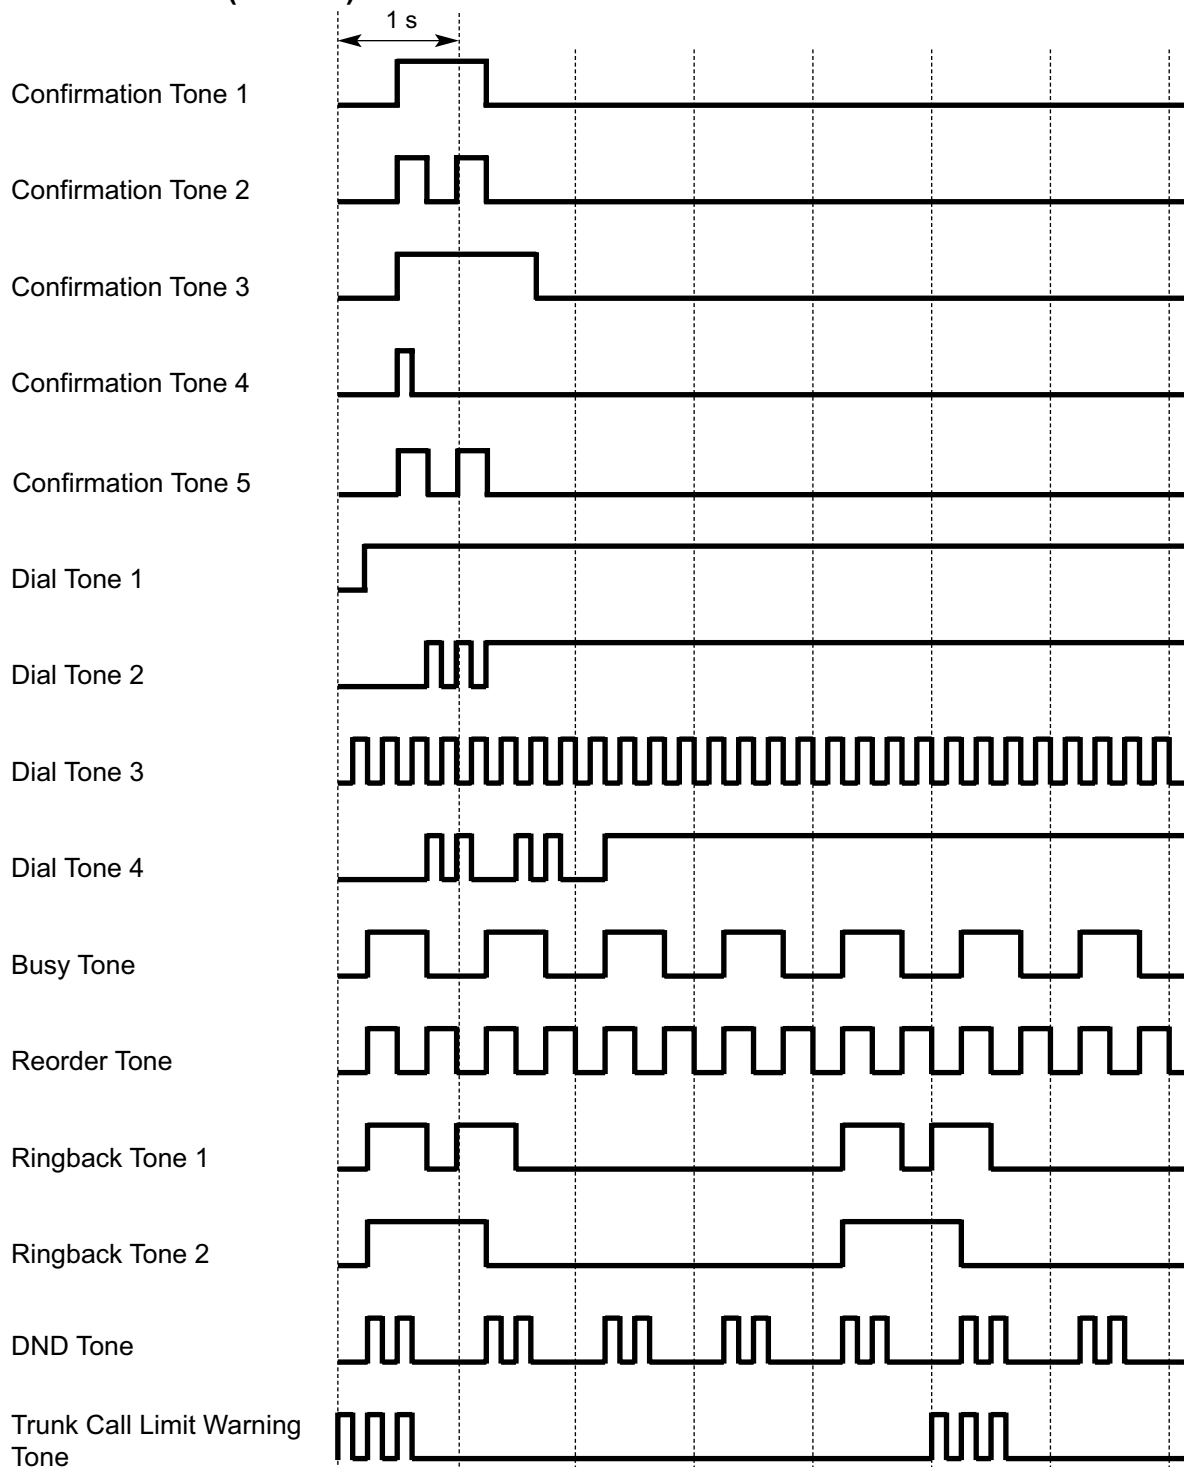 1 s
Confirmation Tone 1
Confirmation Tone 2
Confirmation Tone 3
Confirmation Tone 4
Confirmation Tone 5
Dial Tone 1
Dial Tone 2
Dial Tone 3
Dial Tone 4
Busy Tone
Reorder Tone
Ringback Tone 1
Ringback Tone 2
DND Tone
Trunk Call Limit Warning
Tone